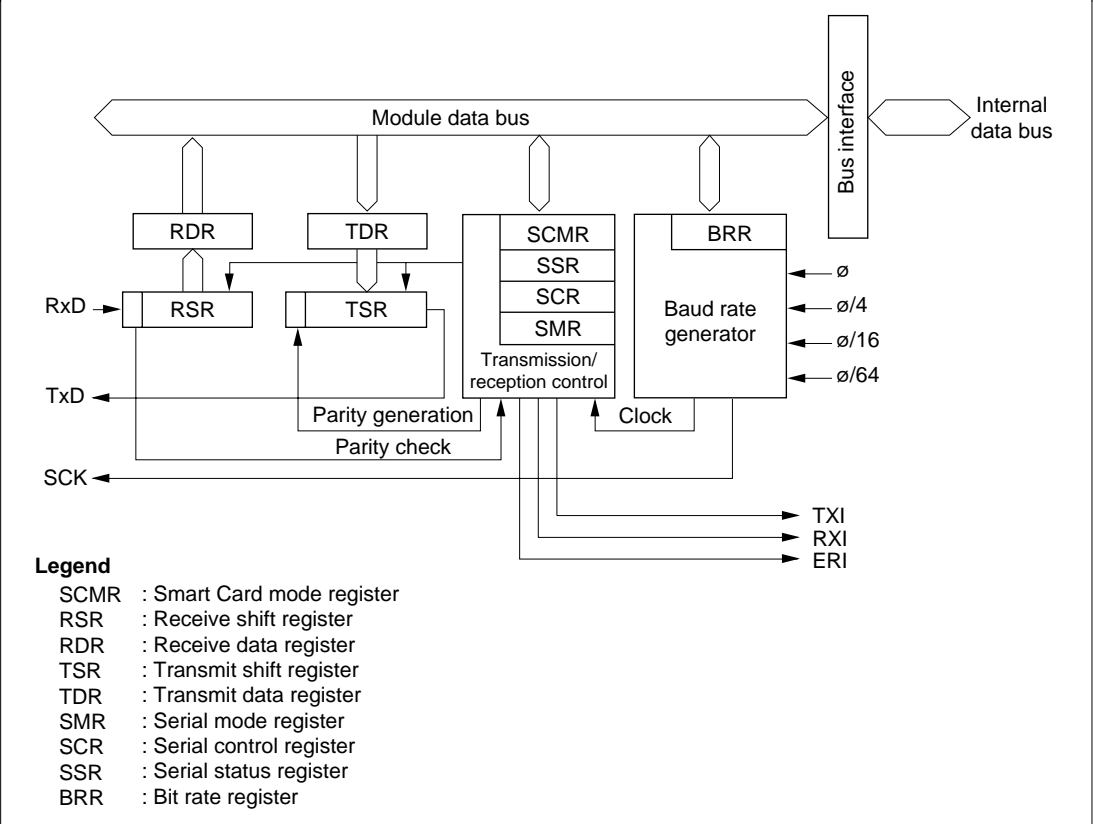 Module data bus
Bus interface
Internal
data bus
RDR
TDR
SCMR
SSR
SCR
SMR
Transmission/
reception control
BRR
Baud rate
generator
ø
ø/4
ø/16
ø/64
RxD
RSR
TSR
TxD
Parity generation
Parity check
Clock
SCK
TXI
RXI
ERI
Legend
SCMR : Smart Card mode register
RSR : Receive shift register
RDR : Receive data register
TSR : Transmit shift register
TDR : Transmit data register
SMR : Serial mode register
SCR : Serial control register
SSR : Serial status register
BRR : Bit rate register